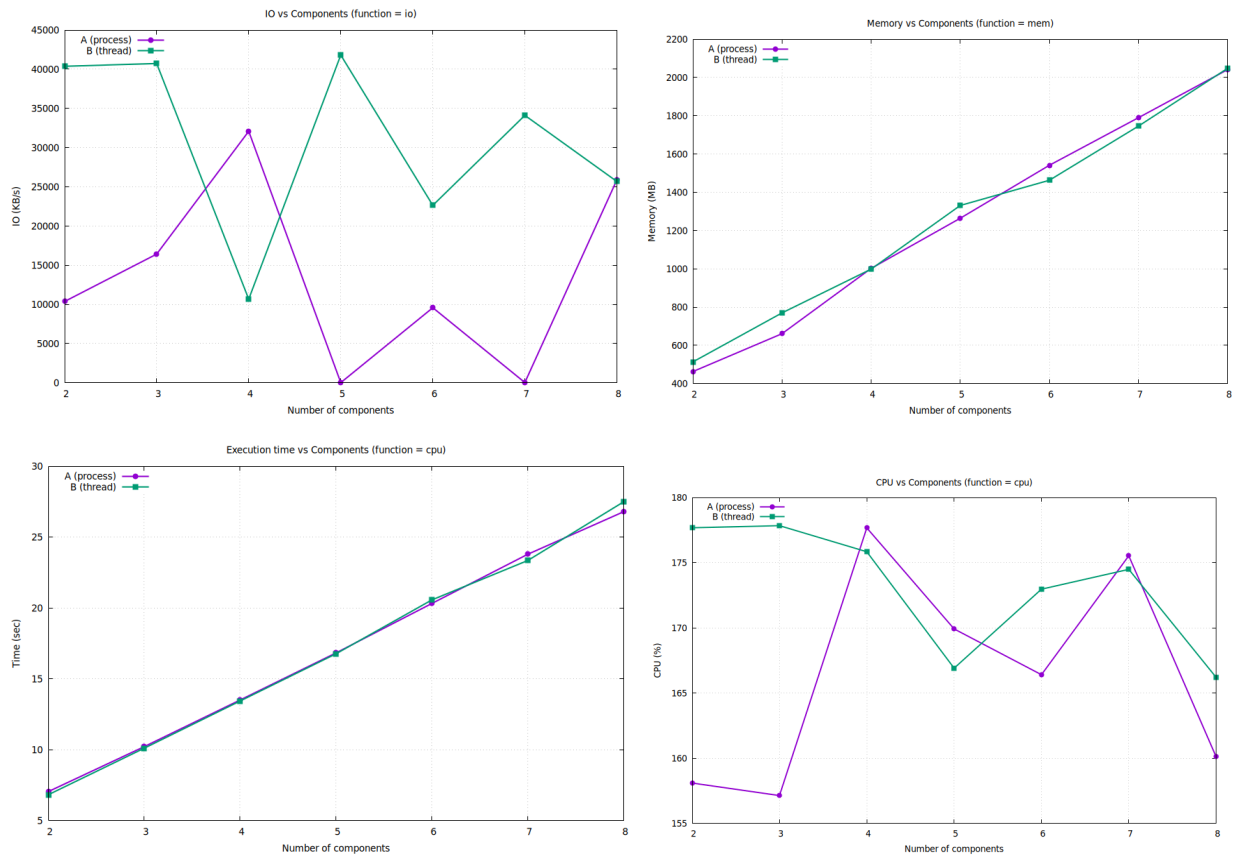 IO vs Components (function = io)
A (process)
B (thread)
45000
40000
35000
30000
25000
20000
15000
10000
5000
0
IO (KB/s)
2 3 4 5 6 7 8
Number of components
Memory vs Components (function = mem)
A (process)
B (thread)
2200
2000
1800
1600
1400
1200
1000
800
600
400
Memory (MB)
2 3 4 5 6 7 8
Number of components
Execution time vs Components (function = cpu)
A (process)
B (thread)
30
25
20
15
10
5
Time (sec)
2 3 4 5 6 7 8
Number of components
CPU vs Components (function = cpu)
A (process)
B (thread)
180
175
170
165
160
155
CPU (%)
2 3 4 5 6 7 8
Number of components